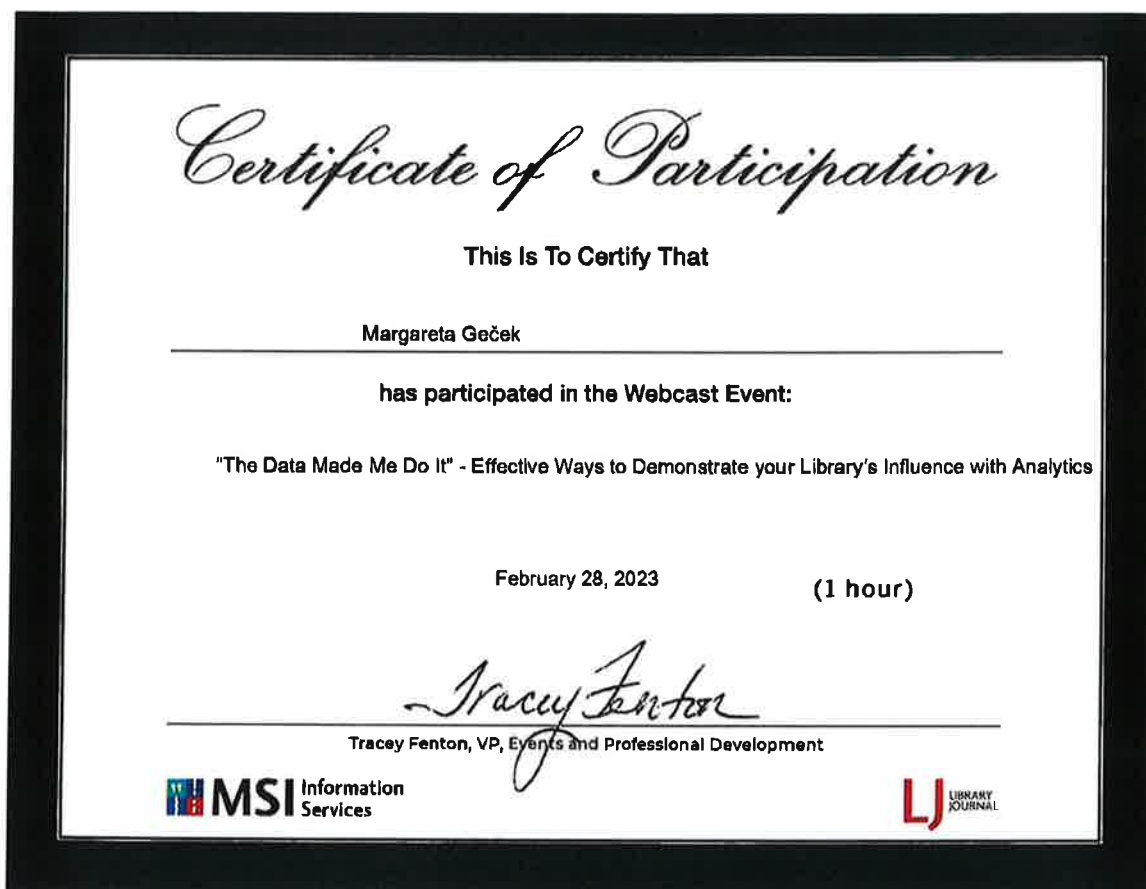 Certificate of Participation
This Is To Certify That
Margareta Geček
has participated in the Webcast Event:
"The Data Made Me Do It" - Effective Ways to Demonstrate your Library's Influence with Analytics
February 28, 2023 (1 hour)
Tracey Fenton
Tracey Fenton, VP, Events and Professional Development
MSI Information
Services
LJ LIBRARY
JOURNAL